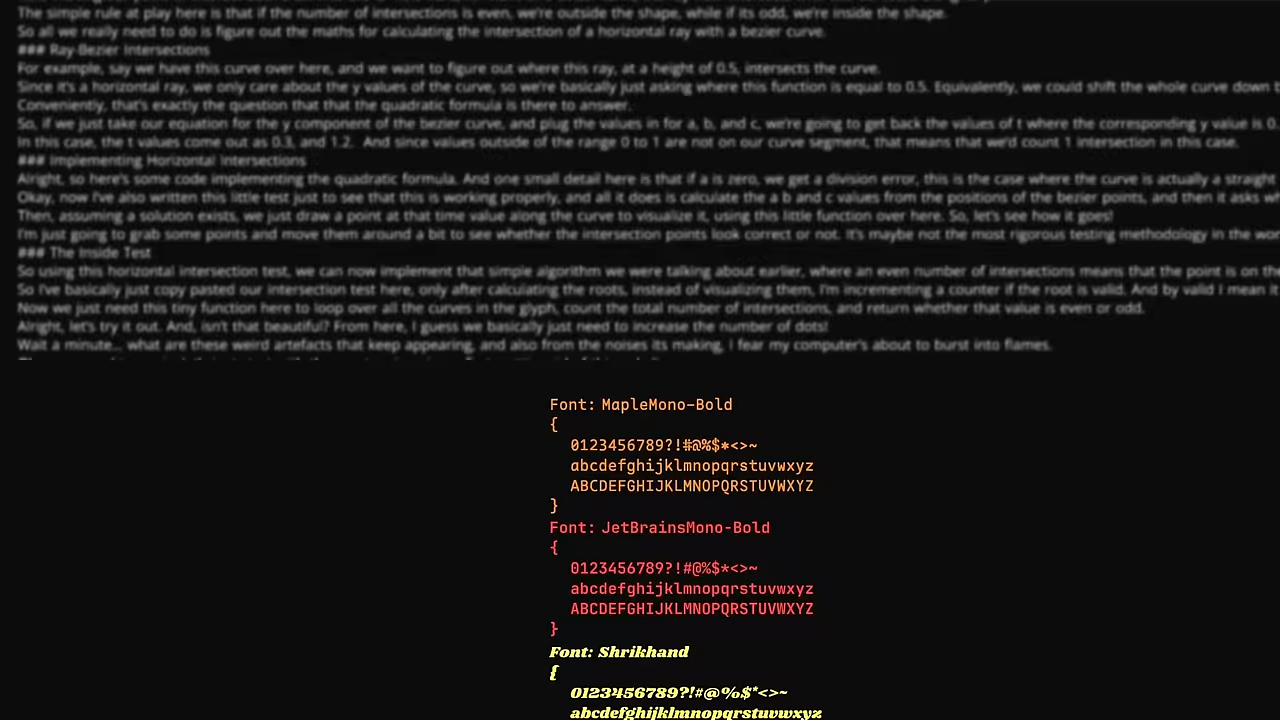 The simple rule at play here is that if the number of intersections is even, we're outside the shape, while if its odd, we're inside the shape.
So all we really need to do is figure out the maths for calculating the intersection of a horizontal ray with a bezier curve.
### Ray-Bezier Intersections
For example, say we have this curve over here, and we want to figure out where this ray, at a height of 0.5, intersects the curve.
Since it's a horizontal ray, we only care about the y values of the curve, so we're basically just asking where this function is equal to 0.5. Equivalently, we could shift the whole curve down
Conveniently, that's exactly the question that that the quadratic formula is there to answer.
So, if we just take our equation for the y component of the bezier curve, and plug the values in for a, b, and c, we're going to get back the values of t where the corresponding y value is 0.
In this case, the t values come out as 0.3, and 1.2. And since values outside of the range 0 to 1 are not on our curve segment, that means that we'd count 1 intersection in this case.
### Implementing Horizontal Intersections
Alright, so here's some code implementing the quadratic formula. And one small detail here is that if a is zero, we get a division error, this is the case where the curve is actually a straight
Okay, now I've also written this little test just to see that this is working properly, and all it does is calculate the a b and c values from the positions of the bezier points, and then it asks
Then, assuming a solution exists, we just draw a point at that time value along the curve to visualize it, using this little function over here. So, let's see how it goes!
I'm just going to grab some points and move them around a bit to see whether the intersection points look correct or not. It's maybe not the most rigorous testing methodology in the
### The Inside Test
So using this horizontal intersection test, we can now implement that simple algorithm we were talking about earlier, where an even number of intersections means that the point is on the
So I've basically just copy pasted our intersection test here, only after calculating the roots, instead of visualizing them, I'm incrementing a counter if the root is valid. And by valid I mean it
Now we just need this tiny function here to loop over all the curves in the glyph, count the total number of intersections, and return whether that value is even or odd.
Alright, let's try it out. And, isn't that beautiful? From here, I guess we basically just need to increase the number of dots!
Wait a minute... what are these weird artefacts that keep appearing, and also from the noises its making, I fear my computer's about to burst into flames.
Font: MapleMono-Bold
{
0123456789?!#@%$*<>~
abcdefghijklmnopqrstuvwxyz
ABCDEFGHIJKLMNOPQRSTUVWXYZ
}
Font: JetBrainsMono-Bold
{
0123456789?!#@%$*<>~
abcdefghijklmnopqrstuvwxyz
ABCDEFGHIJKLMNOPQRSTUVWXYZ
}
Font: Shrikhand
{
0123456789?!#@%$*<>~
abcdefghijklmnopqrstuvwxyz